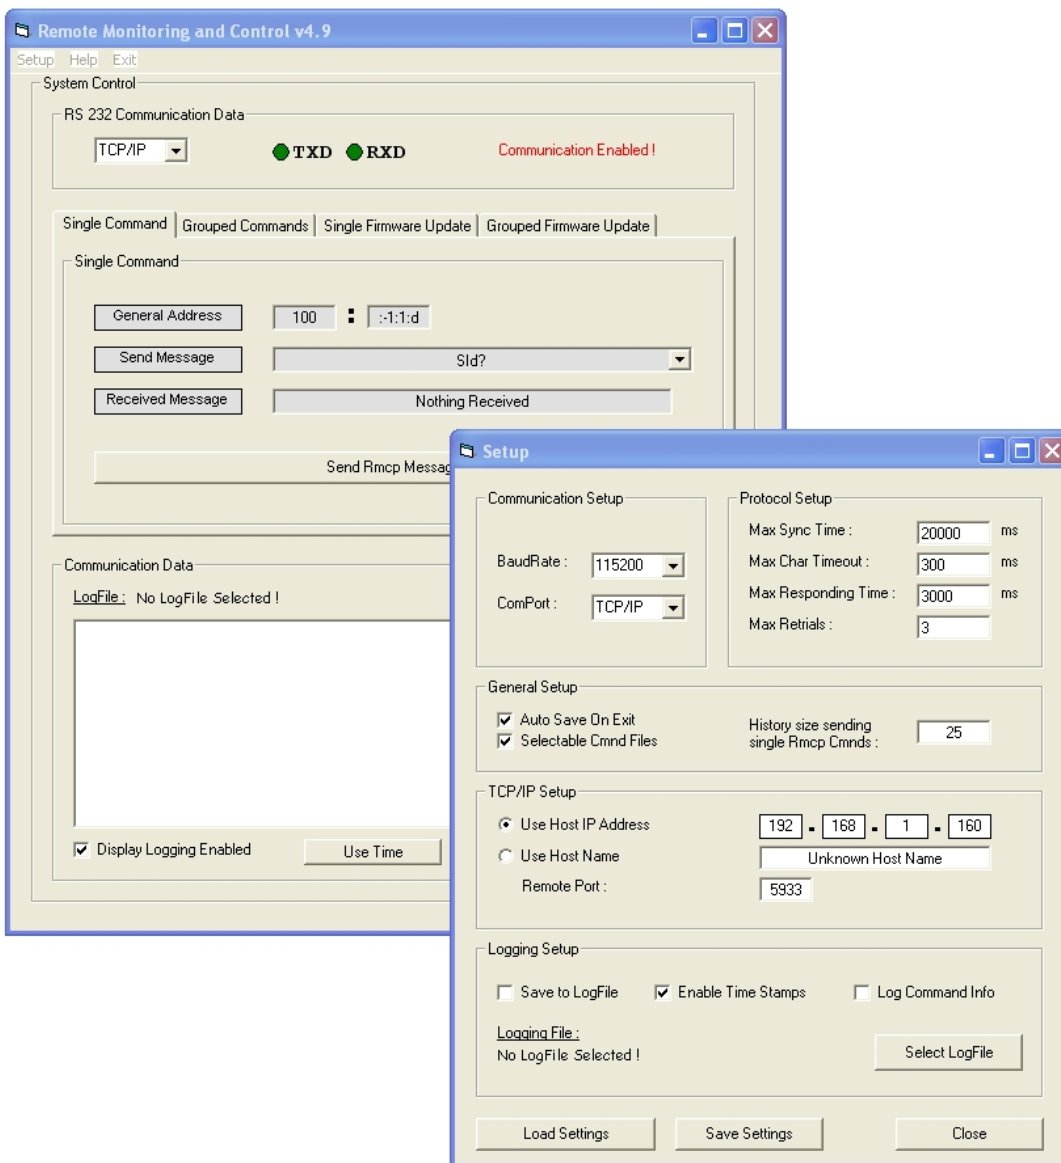 Remote Monitoring and Control v4.9
Setup Help Exit
System Control
RS 232 Communication Data
TCP/IP
TXD RXD
Communication Enabled !
Single Command Grouped Commands Single Firmware Update Grouped Firmware Update
Single Command
General Address 100 : :-1:1:d
Send Message SId?
Received Message Nothing Received
Send Rmcp Messag
Communication Data
LogFile : No LogFile Selected !
Display Logging Enabled Use Time
Setup
Communication Setup
BaudRate : 115200
ComPort : TCP/IP
Protocol Setup
Max Sync Time : 20000 ms
Max Char Timeout : 300 ms
Max Responding Time : 3000 ms
Max Retrials : 3
General Setup
Auto Save On Exit
Selectable Cmnd Files
History size sending
single Rmcp Cmnds : 25
TCP/IP Setup
Use Host IP Address 192 . 168 . 1 . 160
Use Host Name Unknown Host Name
Remote Port : 5933
Logging Setup
Save to LogFile Enable Time Stamps Log Command Info
Logging File :
No LogFile Selected !
Select LogFile
Load Settings Save Settings Close